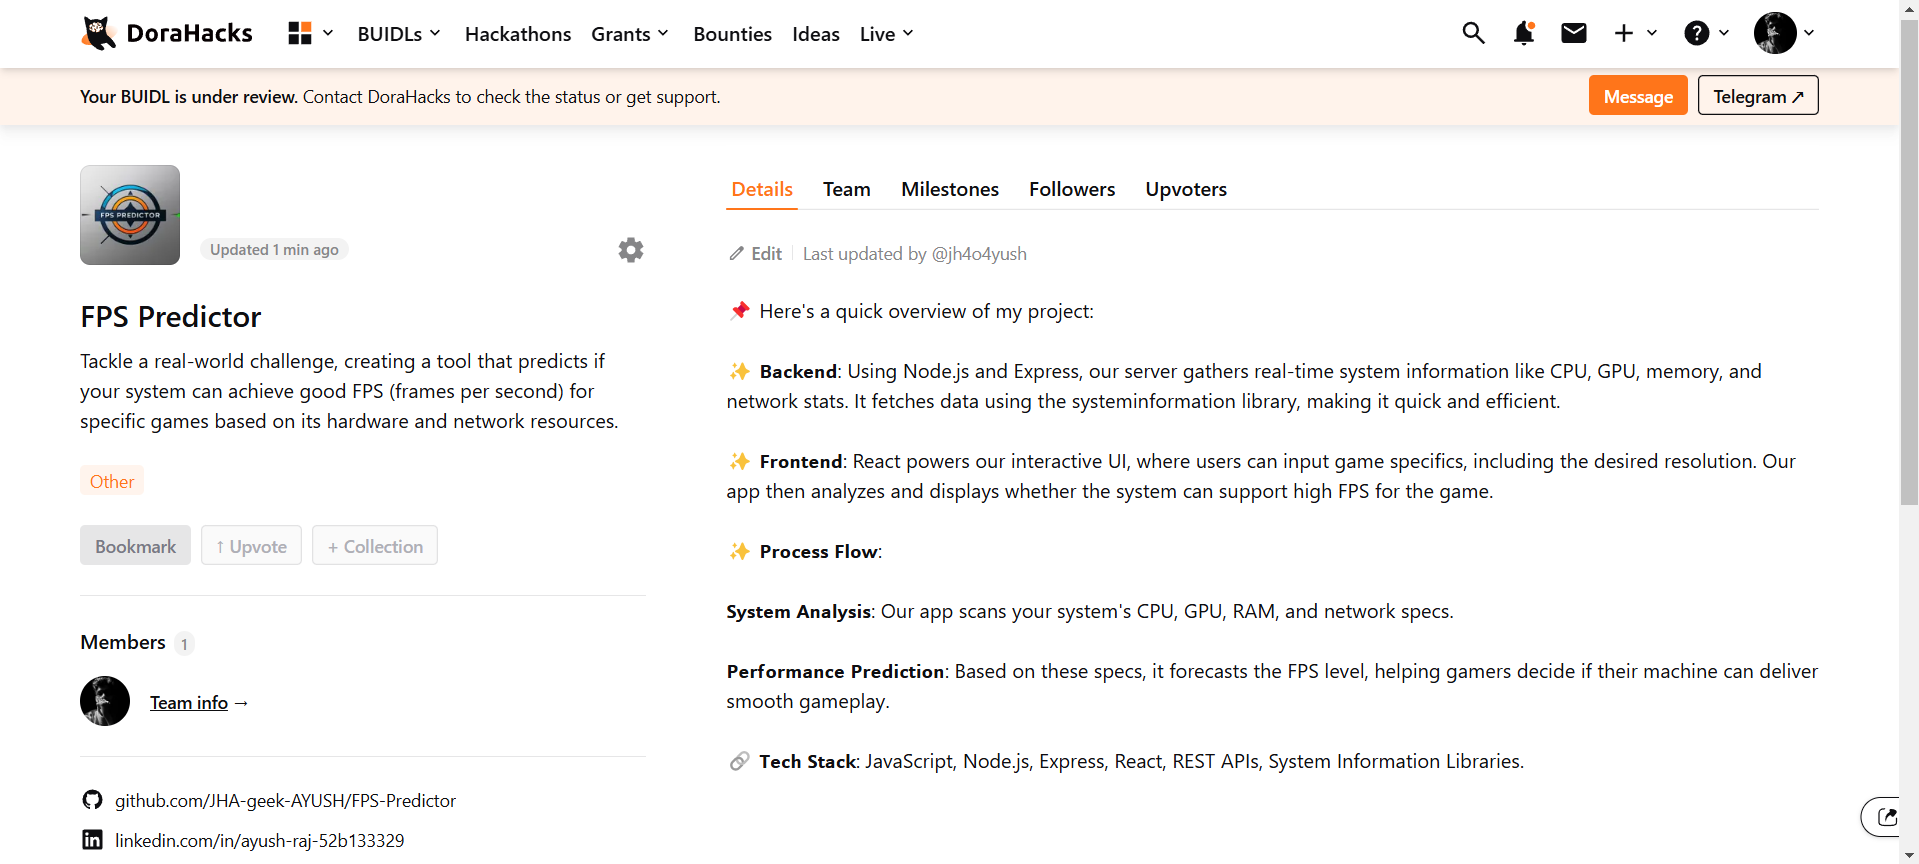 DoraHacks
BUIDLs
Hackathons
Grants
Bounties
Ideas
Live
Your BUIDL is under review. Contact DoraHacks to check the status or get support.
Message
Telegram ↗
FPS PREDICTOR
Updated 1 min ago
FPS Predictor
Tackle a real-world challenge, creating a tool that predicts if
your system can achieve good FPS (frames per second) for
specific games based on its hardware and network resources.
Other
Bookmark
↑ Upvote
+ Collection
Members 1
Team info →
github.com/JHA-geek-AYUSH/FPS-Predictor
linkedin.com/in/ayush-raj-52b133329
Details
Team
Milestones
Followers
Upvoters
Edit
Last updated by @jh4o4yush
📌 Here's a quick overview of my project:
✨ Backend: Using Node.js and Express, our server gathers real-time system information like CPU, GPU, memory, and
network stats. It fetches data using the systeminformation library, making it quick and efficient.
✨ Frontend: React powers our interactive UI, where users can input game specifics, including the desired resolution. Our
app then analyzes and displays whether the system can support high FPS for the game.
✨ Process Flow:
System Analysis: Our app scans your system's CPU, GPU, RAM, and network specs.
Performance Prediction: Based on these specs, it forecasts the FPS level, helping gamers decide if their machine can deliver
smooth gameplay.
🔗 Tech Stack: JavaScript, Node.js, Express, React, REST APIs, System Information Libraries.